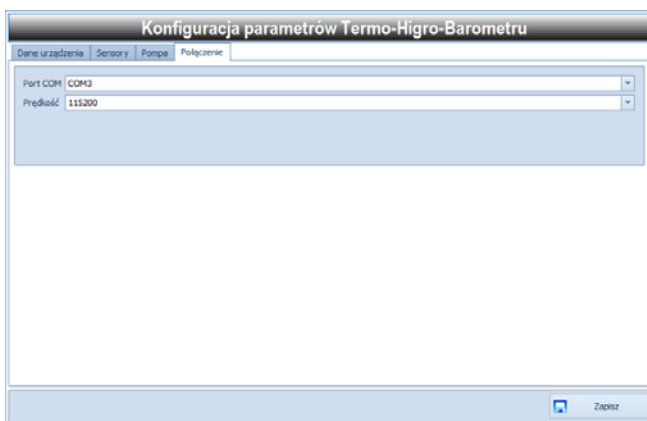 Konfiguracja parametrów Termo-Higro-Barometru
Dane urządzenia Sensory Pompa Połączenie
Port COM COM3
Prędkość 115200
Zapisz